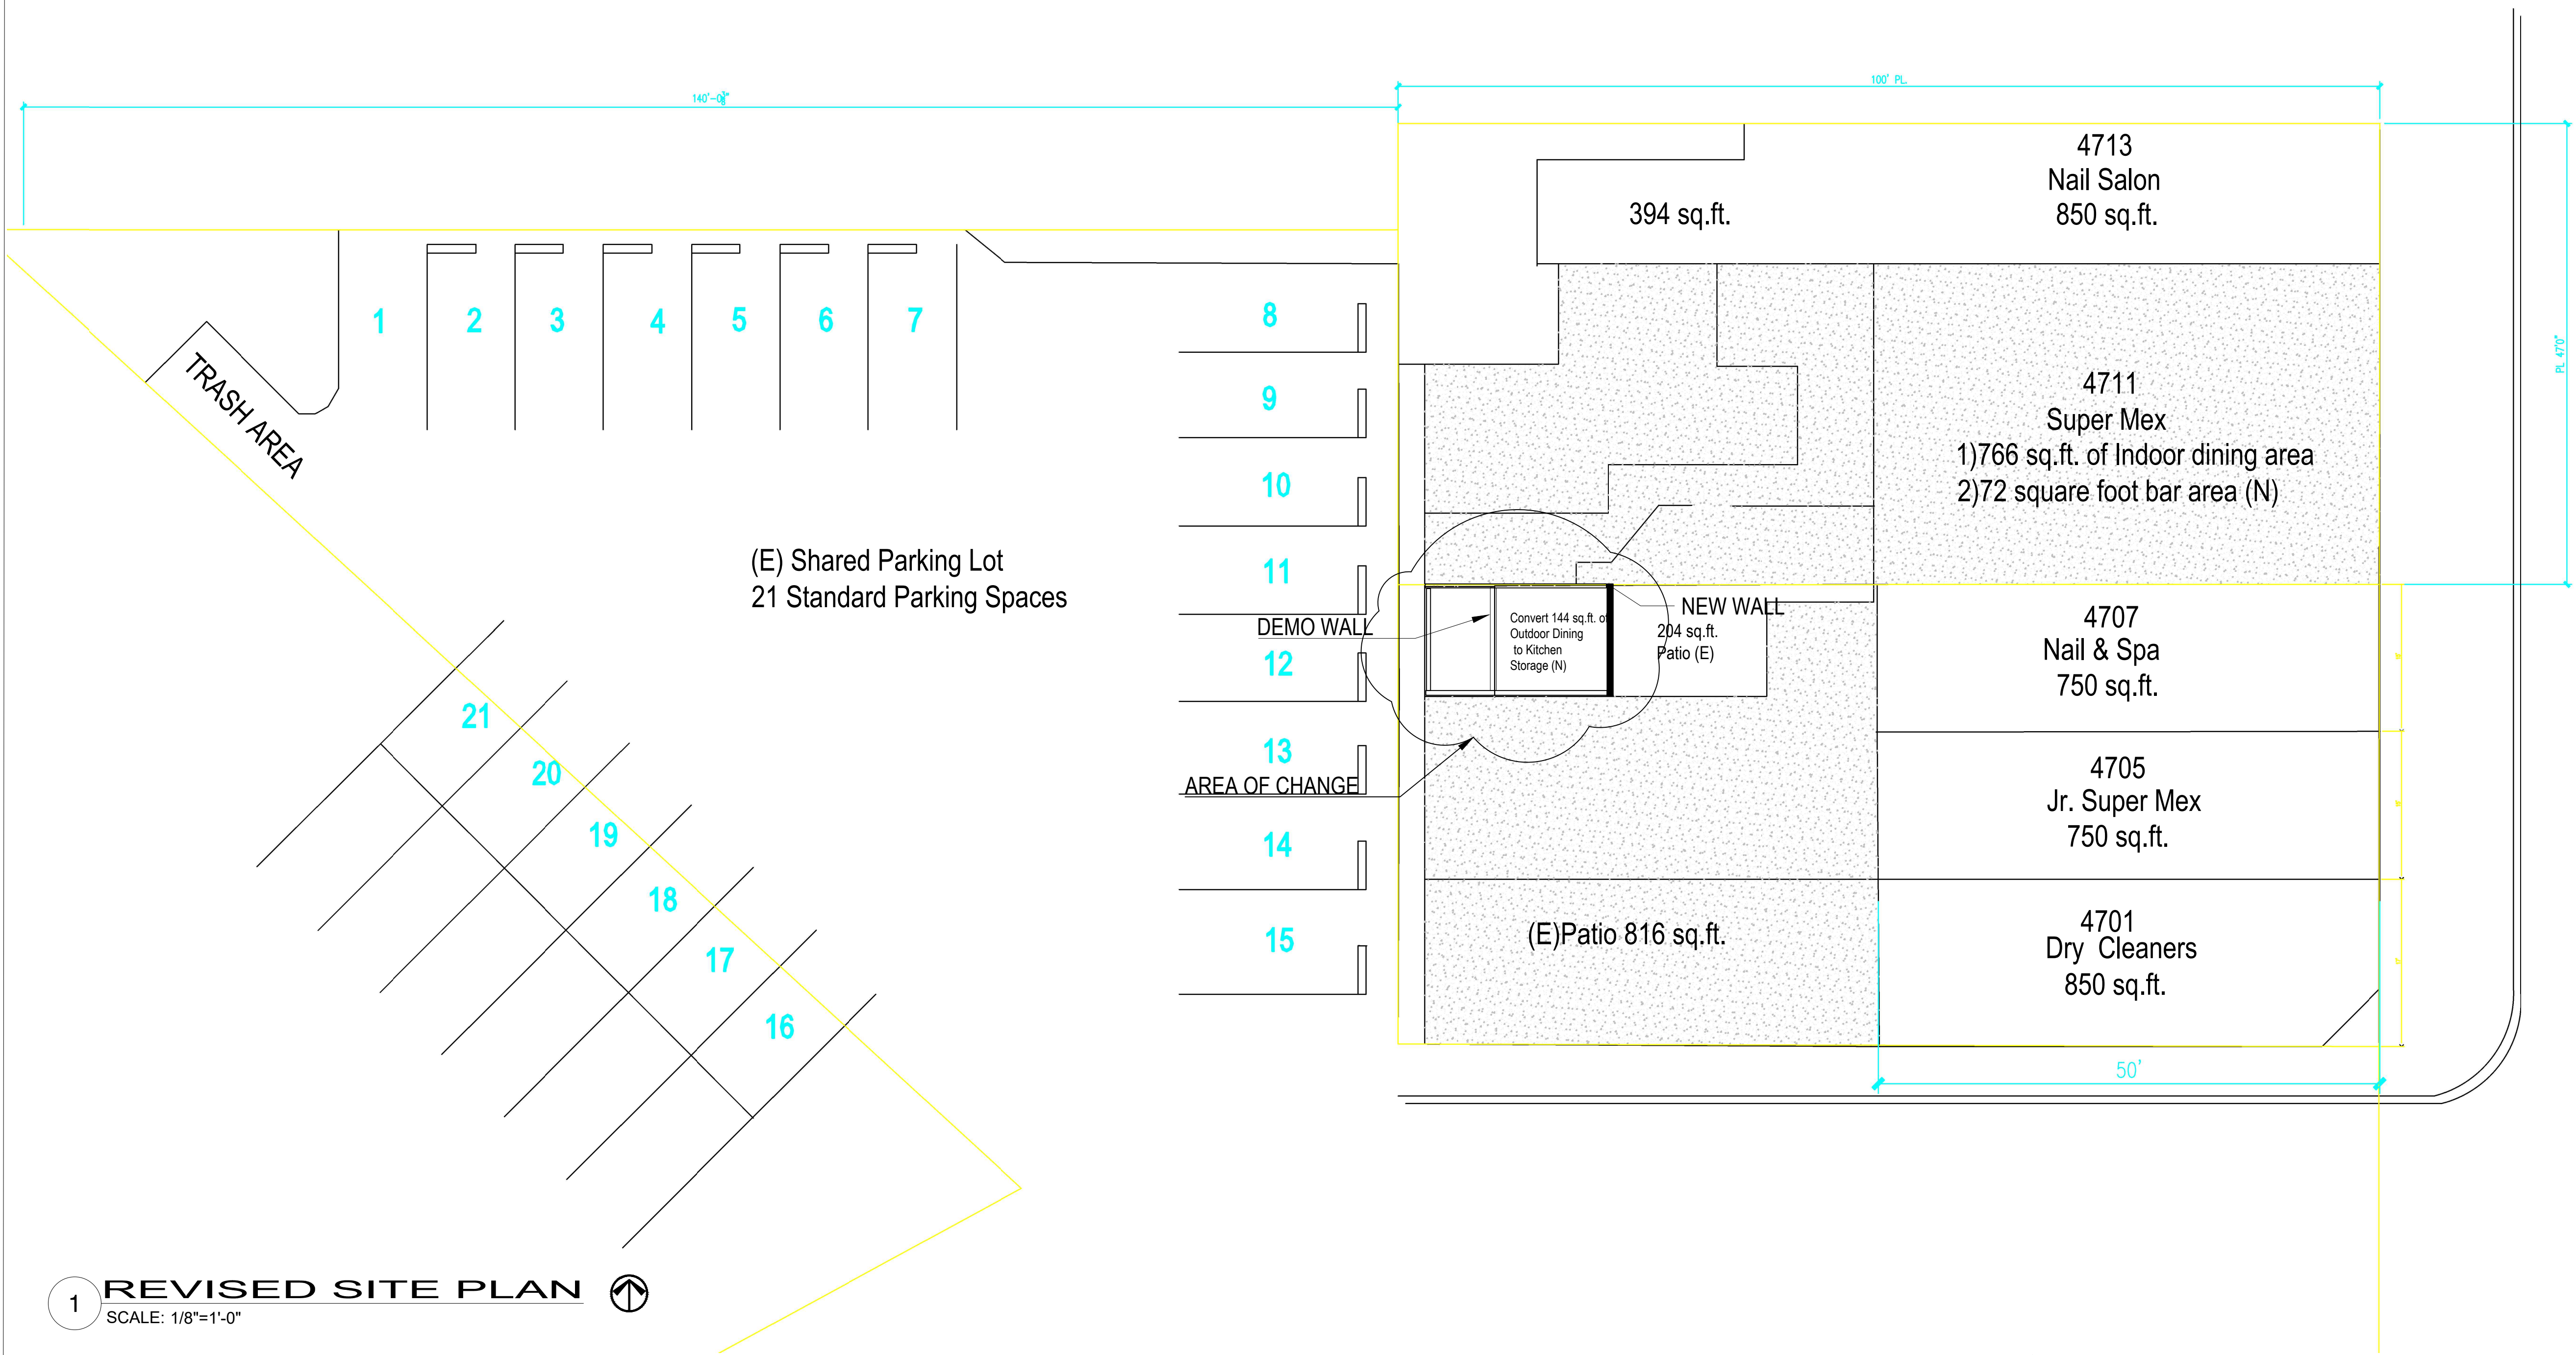 140'-0⅜"
100' PL.
PL. 47'0"
4713
Nail Salon
850 sq.ft.
394 sq.ft.
1
2
3
4
5
6
7
TRASH AREA
8
9
10
11
12
13
14
15
4711
Super Mex
1)766 sq.ft. of Indoor dining area
2)72 square foot bar area (N)
(E) Shared Parking Lot
21 Standard Parking Spaces
DEMO WALL
Convert 144 sq.ft. of
Outdoor Dining
to Kitchen
Storage (N)
NEW WALL
204 sq.ft.
Patio (E)
4707
Nail & Spa
750 sq.ft.
AREA OF CHANGE
4705
Jr. Super Mex
750 sq.ft.
(E)Patio 816 sq.ft.
4701
Dry Cleaners
850 sq.ft.
50'
21
20
19
18
17
16
1
REVISED SITE PLAN
SCALE: 1/8"=1'-0"